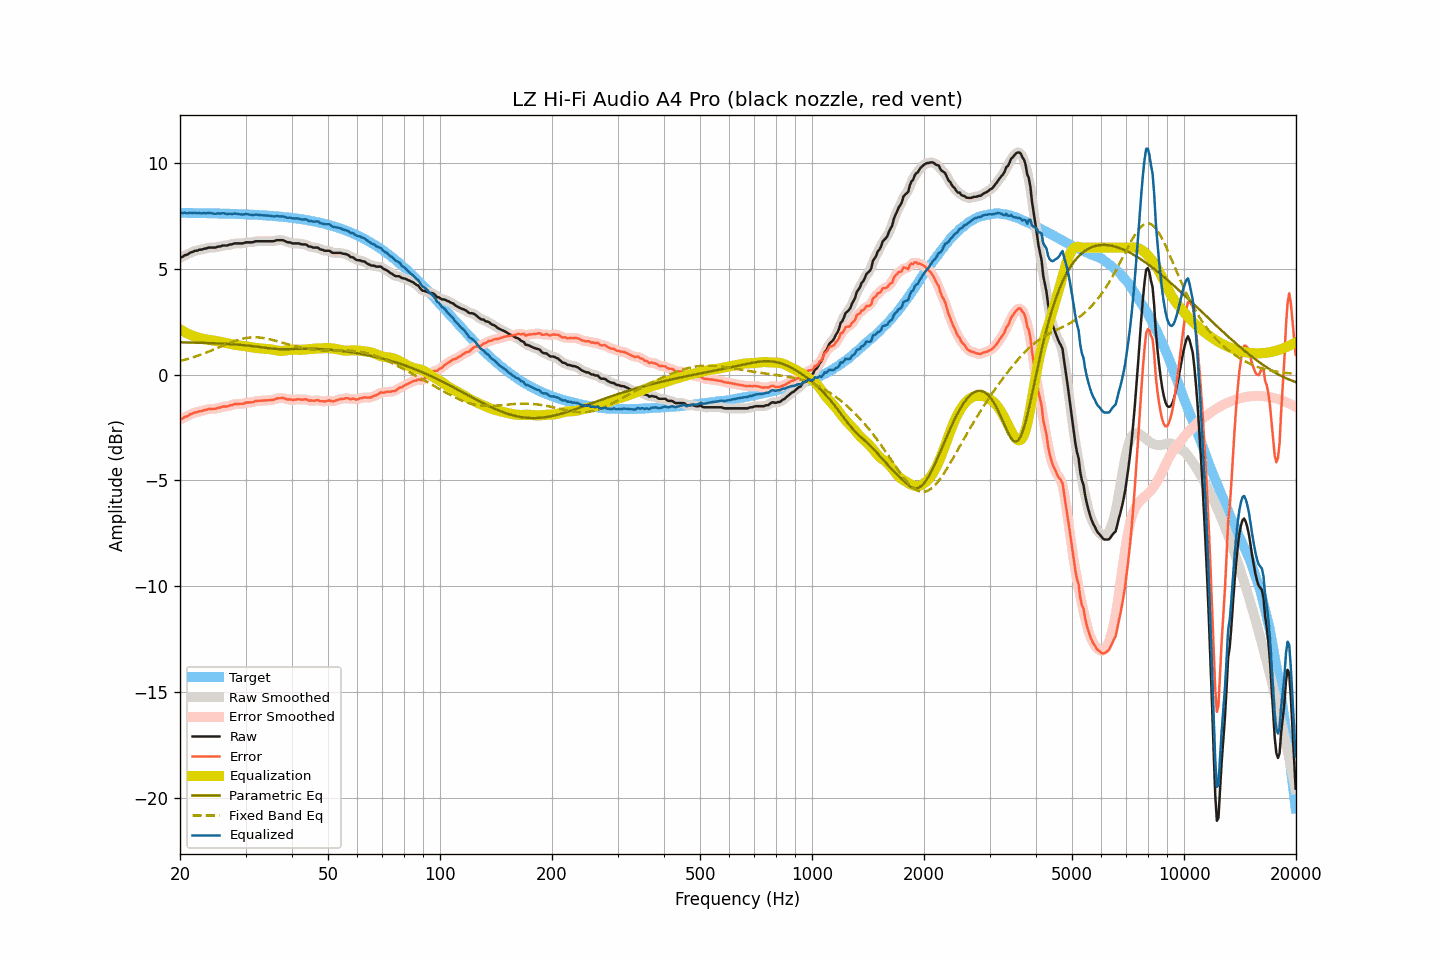 LZ Hi-Fi Audio A4 Pro (black nozzle, red vent)
10
5
0
−5
−10
−15
−20
Amplitude (dBr)
Target
Raw Smoothed
Error Smoothed
Raw
Error
Equalization
Parametric Eq
Fixed Band Eq
Equalized
20 50 100 200 500 1000 2000 5000 10000 20000
Frequency (Hz)